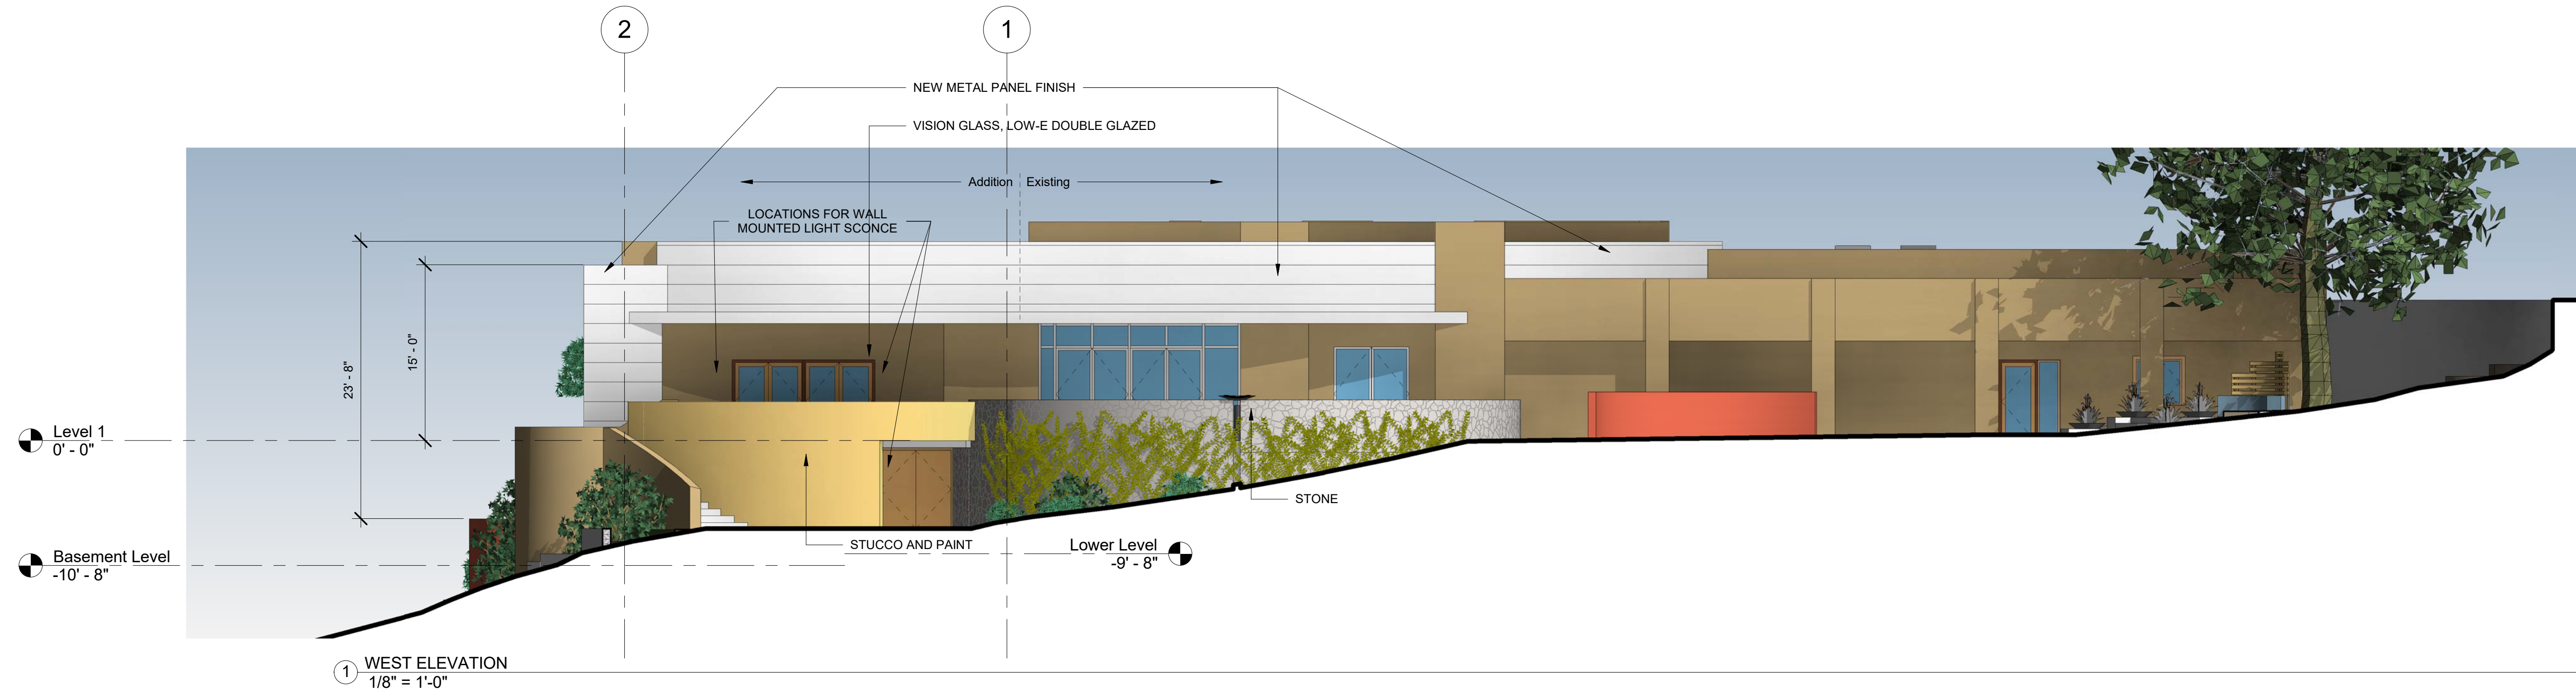 2
1
NEW METAL PANEL FINISH
VISION GLASS, LOW-E DOUBLE GLAZED
Addition
Existing
LOCATIONS FOR WALL
MOUNTED LIGHT SCONCE
23' - 8"
15' - 0"
Level 1
0' - 0"
STONE
STUCCO AND PAINT
Lower Level
-9' - 8"
Basement Level
-10' - 8"
1
WEST ELEVATION
1/8" = 1'-0"